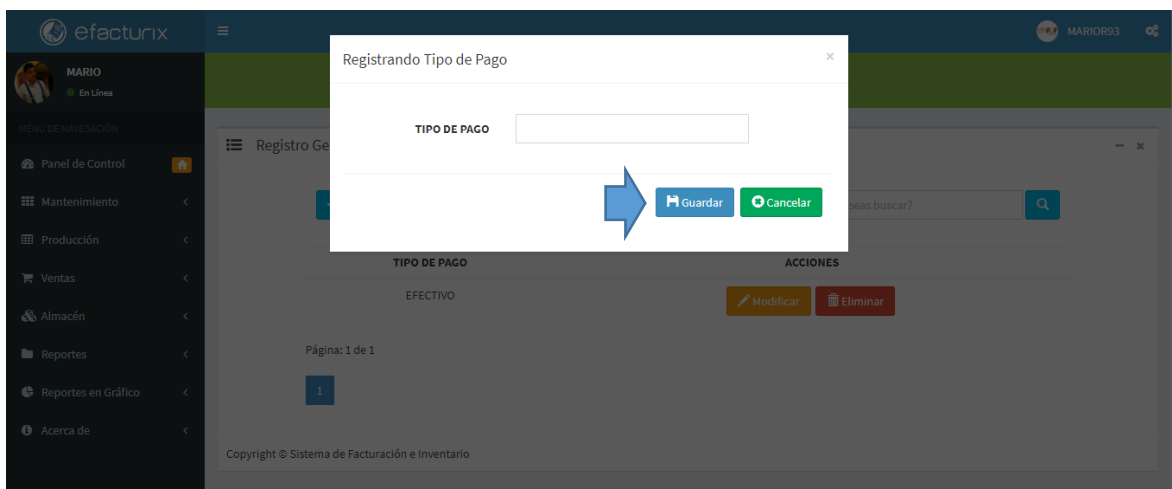 efacturix
MARIOR93
MARIO
En Línea
MENU DE NAVEGACIÓN
Panel de Control
Mantenimiento
Producción
Ventas
Almacén
Reportes
Reportes en Gráfico
Acerca de
Registrando Tipo de Pago
×
TIPO DE PAGO
Guardar
Cancelar
Registro Ge
seas buscar?
TIPO DE PAGO ACCIONES
EFECTIVO Modificar Eliminar
Página: 1 de 1
1
Copyright © Sistema de Facturación e Inventario